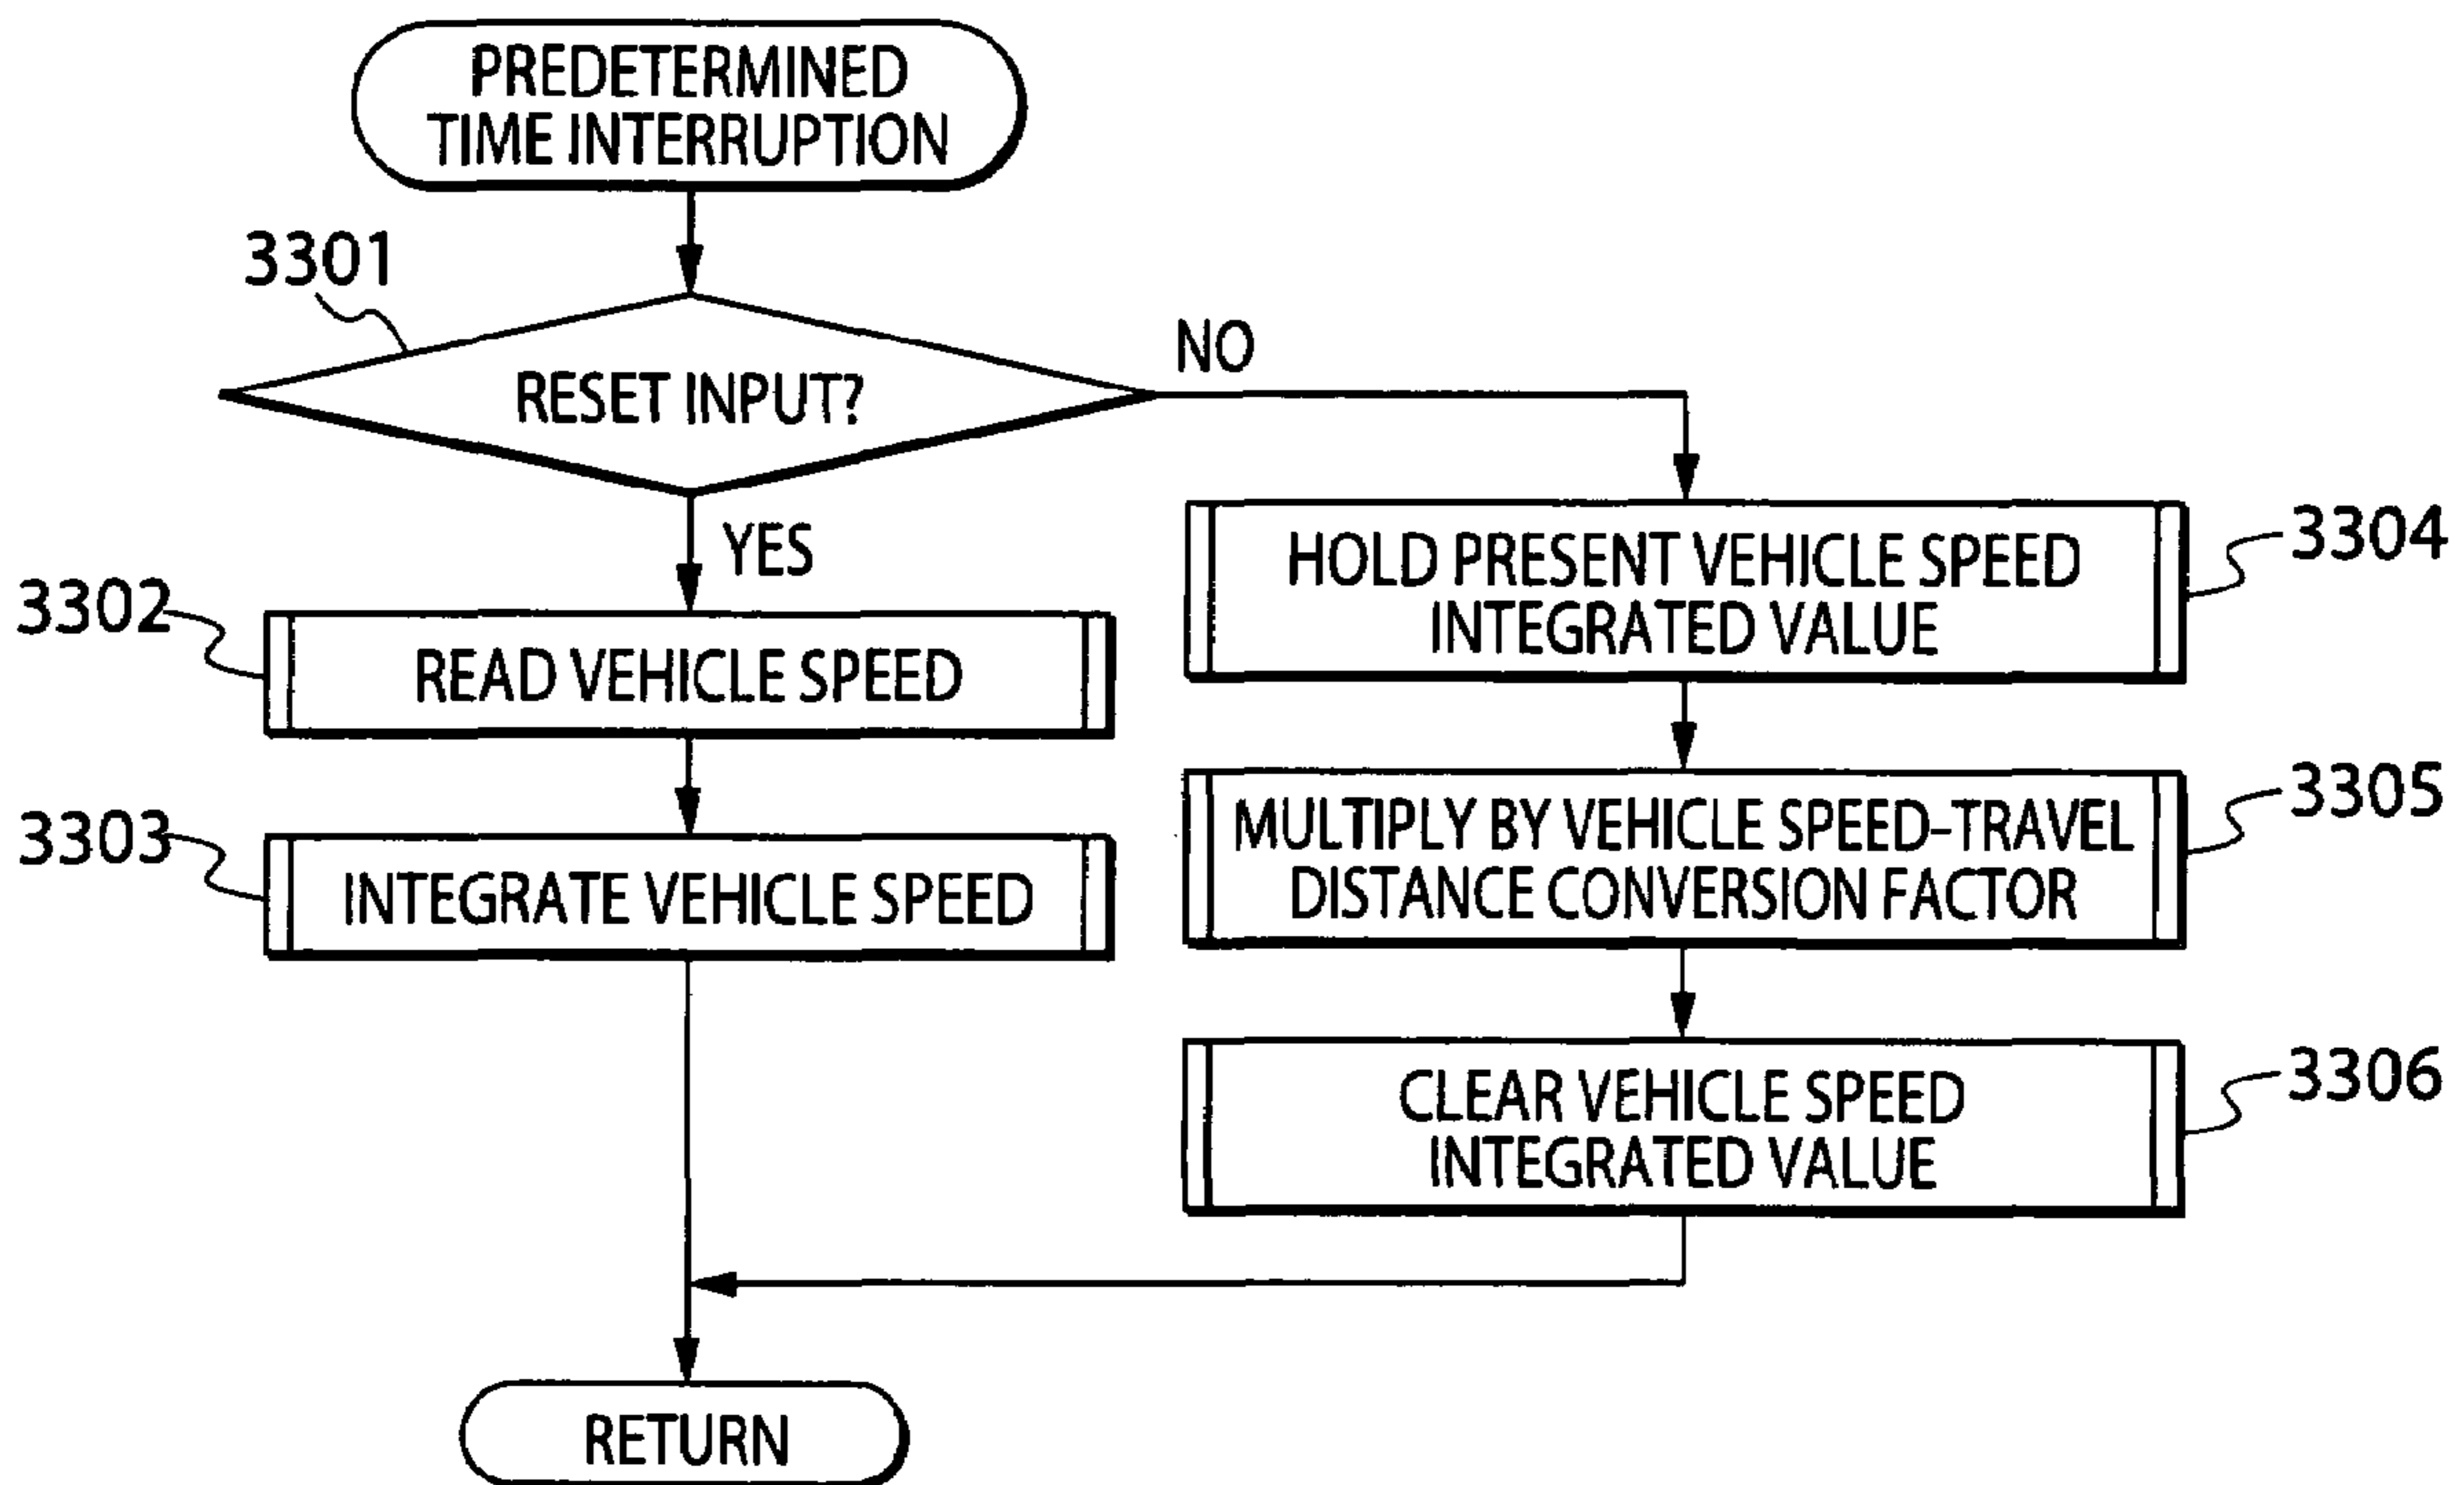 PREDETERMINED
TIME INTERRUPTION
3301
RESET INPUT?
NO
YES
3302
READ VEHICLE SPEED
3303
INTEGRATE VEHICLE SPEED
HOLD PRESENT VEHICLE SPEED
INTEGRATED VALUE
3304
MULTIPLY BY VEHICLE SPEED-TRAVEL
DISTANCE CONVERSION FACTOR
3305
CLEAR VEHICLE SPEED
INTEGRATED VALUE
3306
RETURN